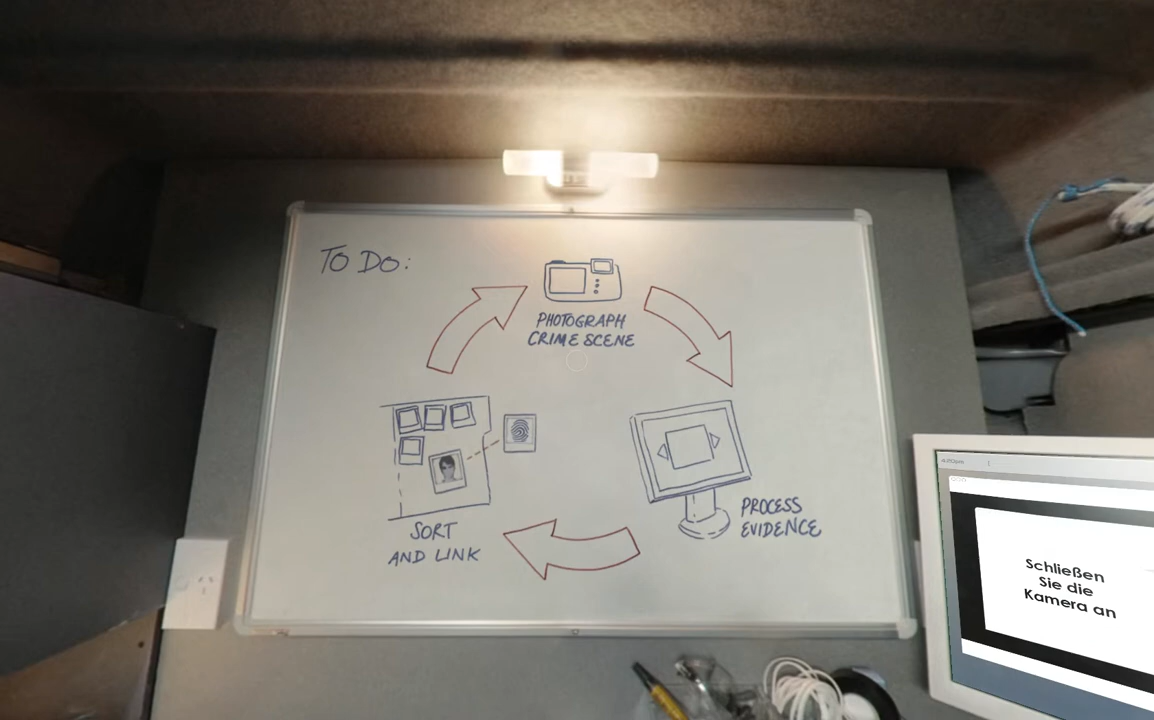 TO DO:
PHOTOGRAPH
CRIME SCENE
SORT
AND LINK
PROCESS
EVIDENCE
Schließen
Sie die
Kamera an